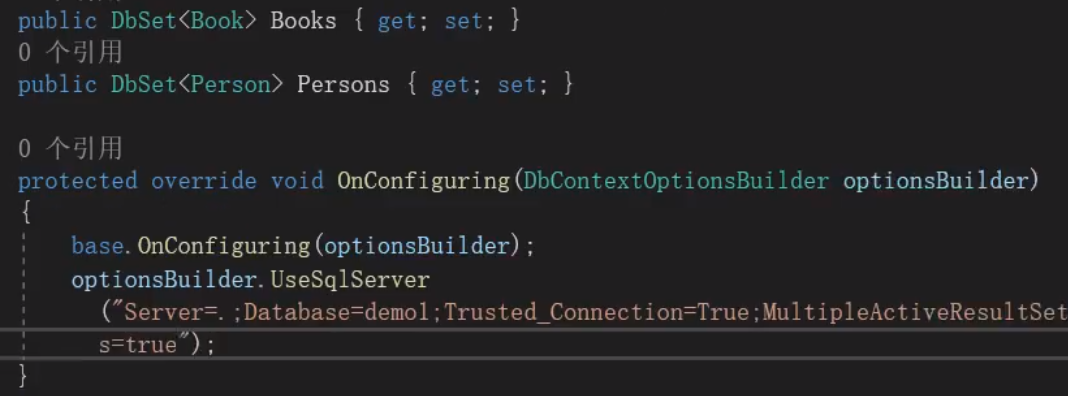 public DbSet<Book> Books { get; set; }
0 个引用
public DbSet<Person> Persons { get; set; }
0 个引用
protected override void OnConfiguring(DbContextOptionsBuilder optionsBuilder)
{
base.OnConfiguring(optionsBuilder);
optionsBuilder.UseSqlServer
("Server=.;Database=demo1;Trusted_Connection=True;MultipleActiveResultSet
s=true");
}